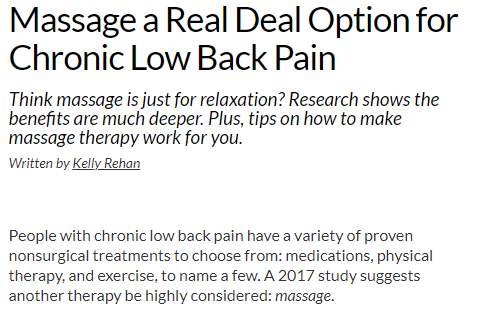 Massage a Real Deal Option for
Chronic Low Back Pain
Think massage is just for relaxation? Research shows the
benefits are much deeper. Plus, tips on how to make
massage therapy work for you.
Written by Kelly Rehan
People with chronic low back pain have a variety of proven
nonsurgical treatments to choose from: medications, physical
therapy, and exercise, to name a few. A 2017 study suggests
another therapy be highly considered: massage.